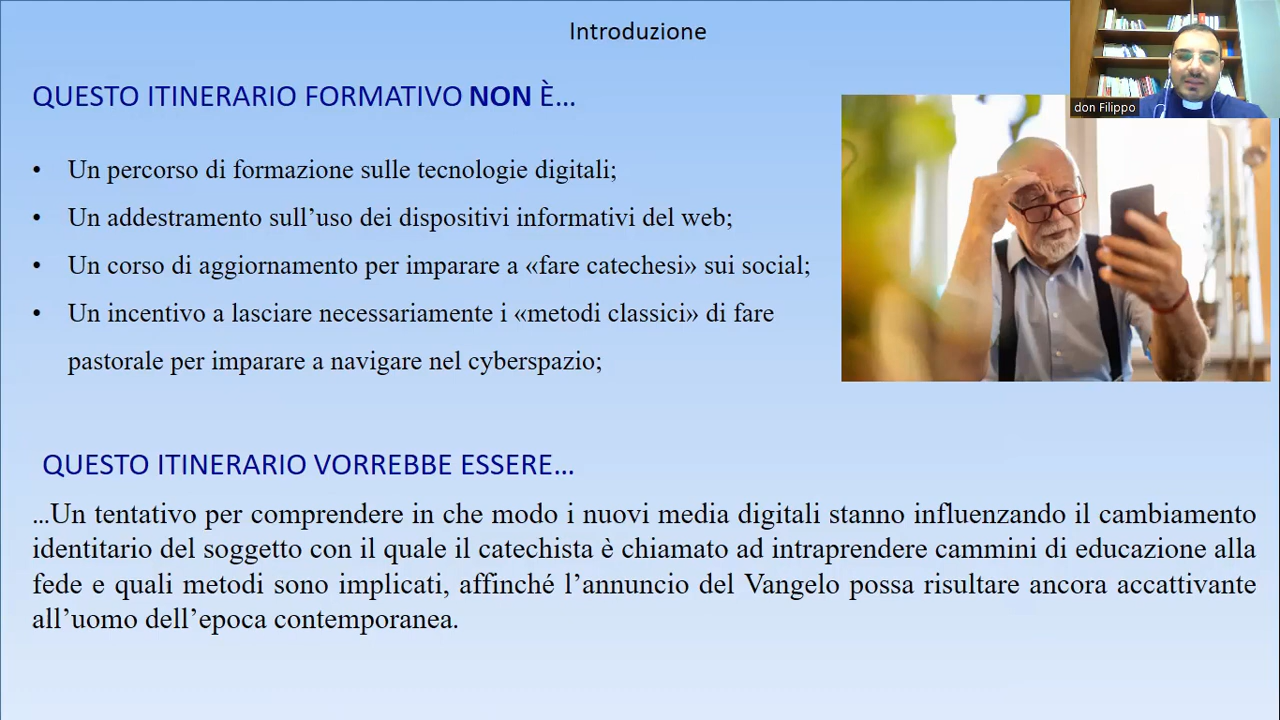 Introduzione
don Filippo
QUESTO ITINERARIO FORMATIVO NON È...
• Un percorso di formazione sulle tecnologie digitali;
• Un addestramento sull’uso dei dispositivi informativi del web;
• Un corso di aggiornamento per imparare a «fare catechesi» sui social;
• Un incentivo a lasciare necessariamente i «metodi classici» di fare
pastorale per imparare a navigare nel cyberspazio;
QUESTO ITINERARIO VORREBBE ESSERE...
...Un tentativo per comprendere in che modo i nuovi media digitali stanno influenzando il cambiamento
identitario del soggetto con il quale il catechista è chiamato ad intraprendere cammini di educazione alla
fede e quali metodi sono implicati, affinché l’annuncio del Vangelo possa risultare ancora accattivante
all’uomo dell’epoca contemporanea.